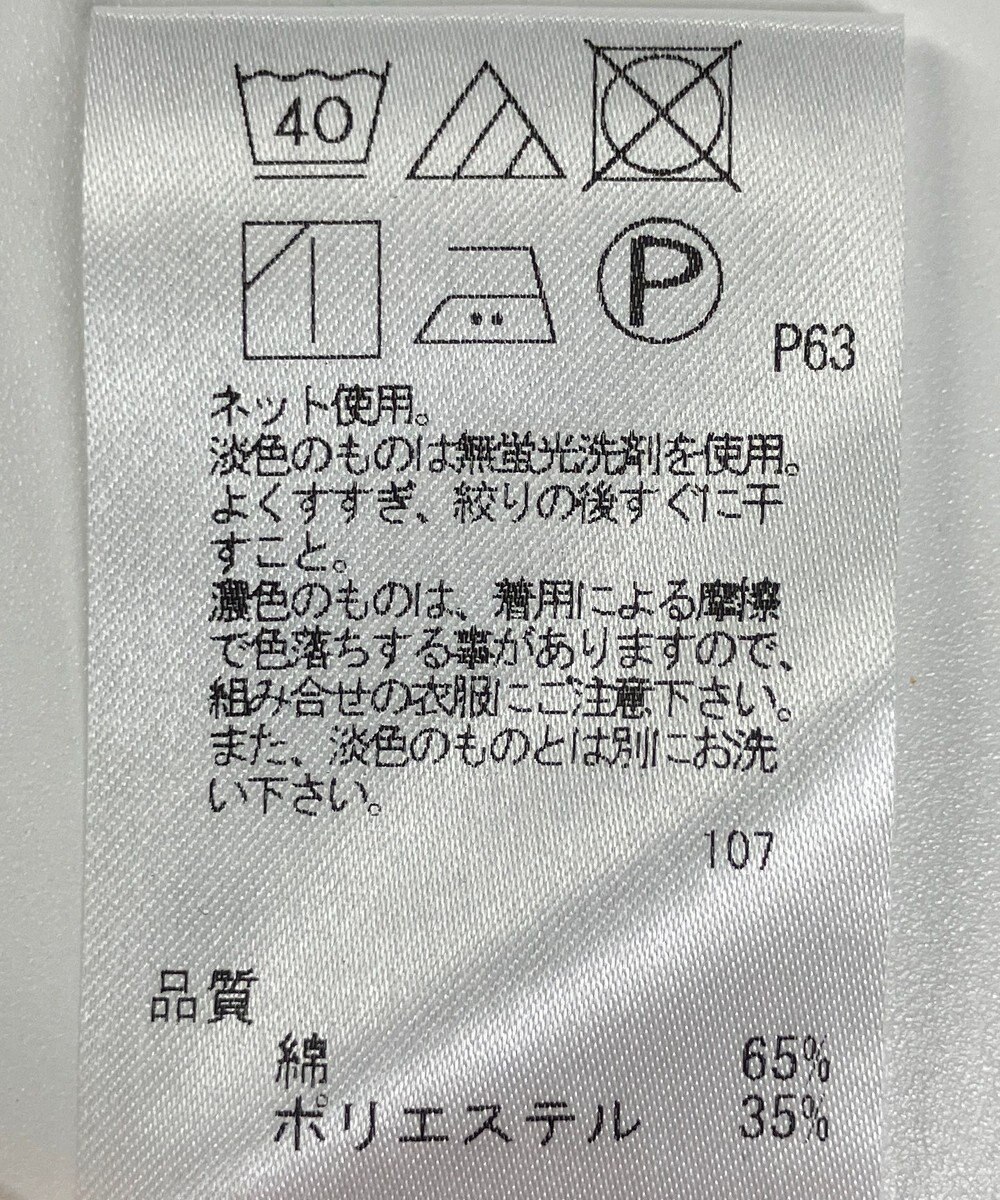 40
P
P63
ネット使用。
淡色のものは無蛍光洗剤を使用。
よくすすぎ、絞りの後すぐに干
すこと。
濃色のものは、着用による摩擦
で色落ちする事がありますので、
組み合せの衣服にご注意下さい。
また、淡色のものとは別にお洗
い下さい。
107
品質
綿 65%
ポリエステル 35%